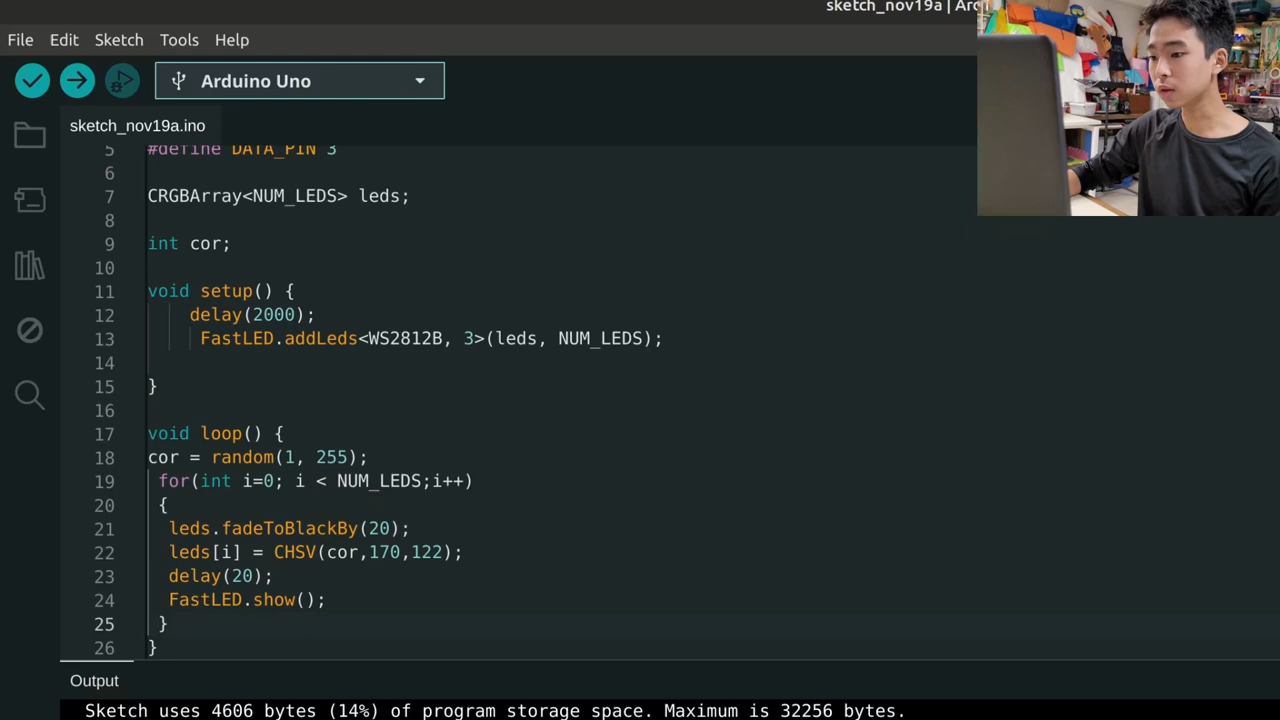 sketch_nov19a | Ard
File Edit Sketch Tools Help
Arduino Uno
sketch_nov19a.ino
5 #define DATA_PIN 3
6
7 CRGBArray<NUM_LEDS> leds;
8
9 int cor;
10
11 void setup() {
12 delay(2000);
13 FastLED.addLeds<WS2812B, 3>(leds, NUM_LEDS);
14
15 }
16
17 void loop() {
18 cor = random(1, 255);
19 for(int i=0; i < NUM_LEDS;i++)
20 {
21 leds.fadeToBlackBy(20);
22 leds[i] = CHSV(cor,170,122);
23 delay(20);
24 FastLED.show();
25 }
26 }
Output
Sketch uses 4606 bytes (14%) of program storage space. Maximum is 32256 bytes.